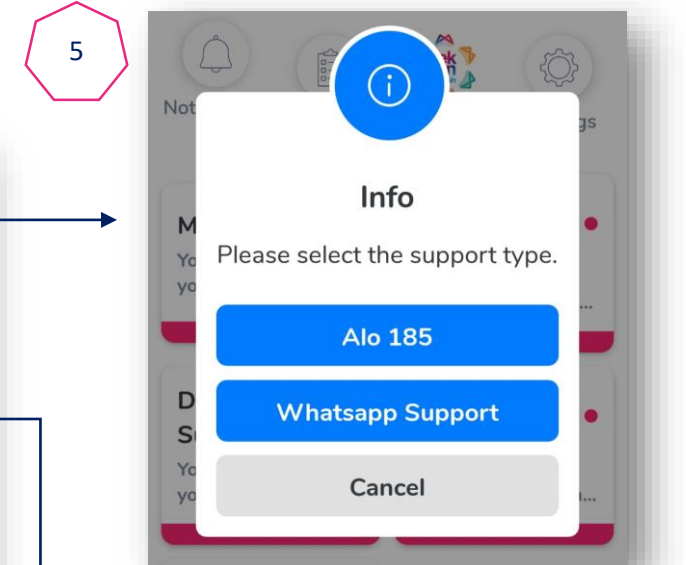 5
Info
Please select the support type.
Alo 185
Whatsapp Support
Cancel